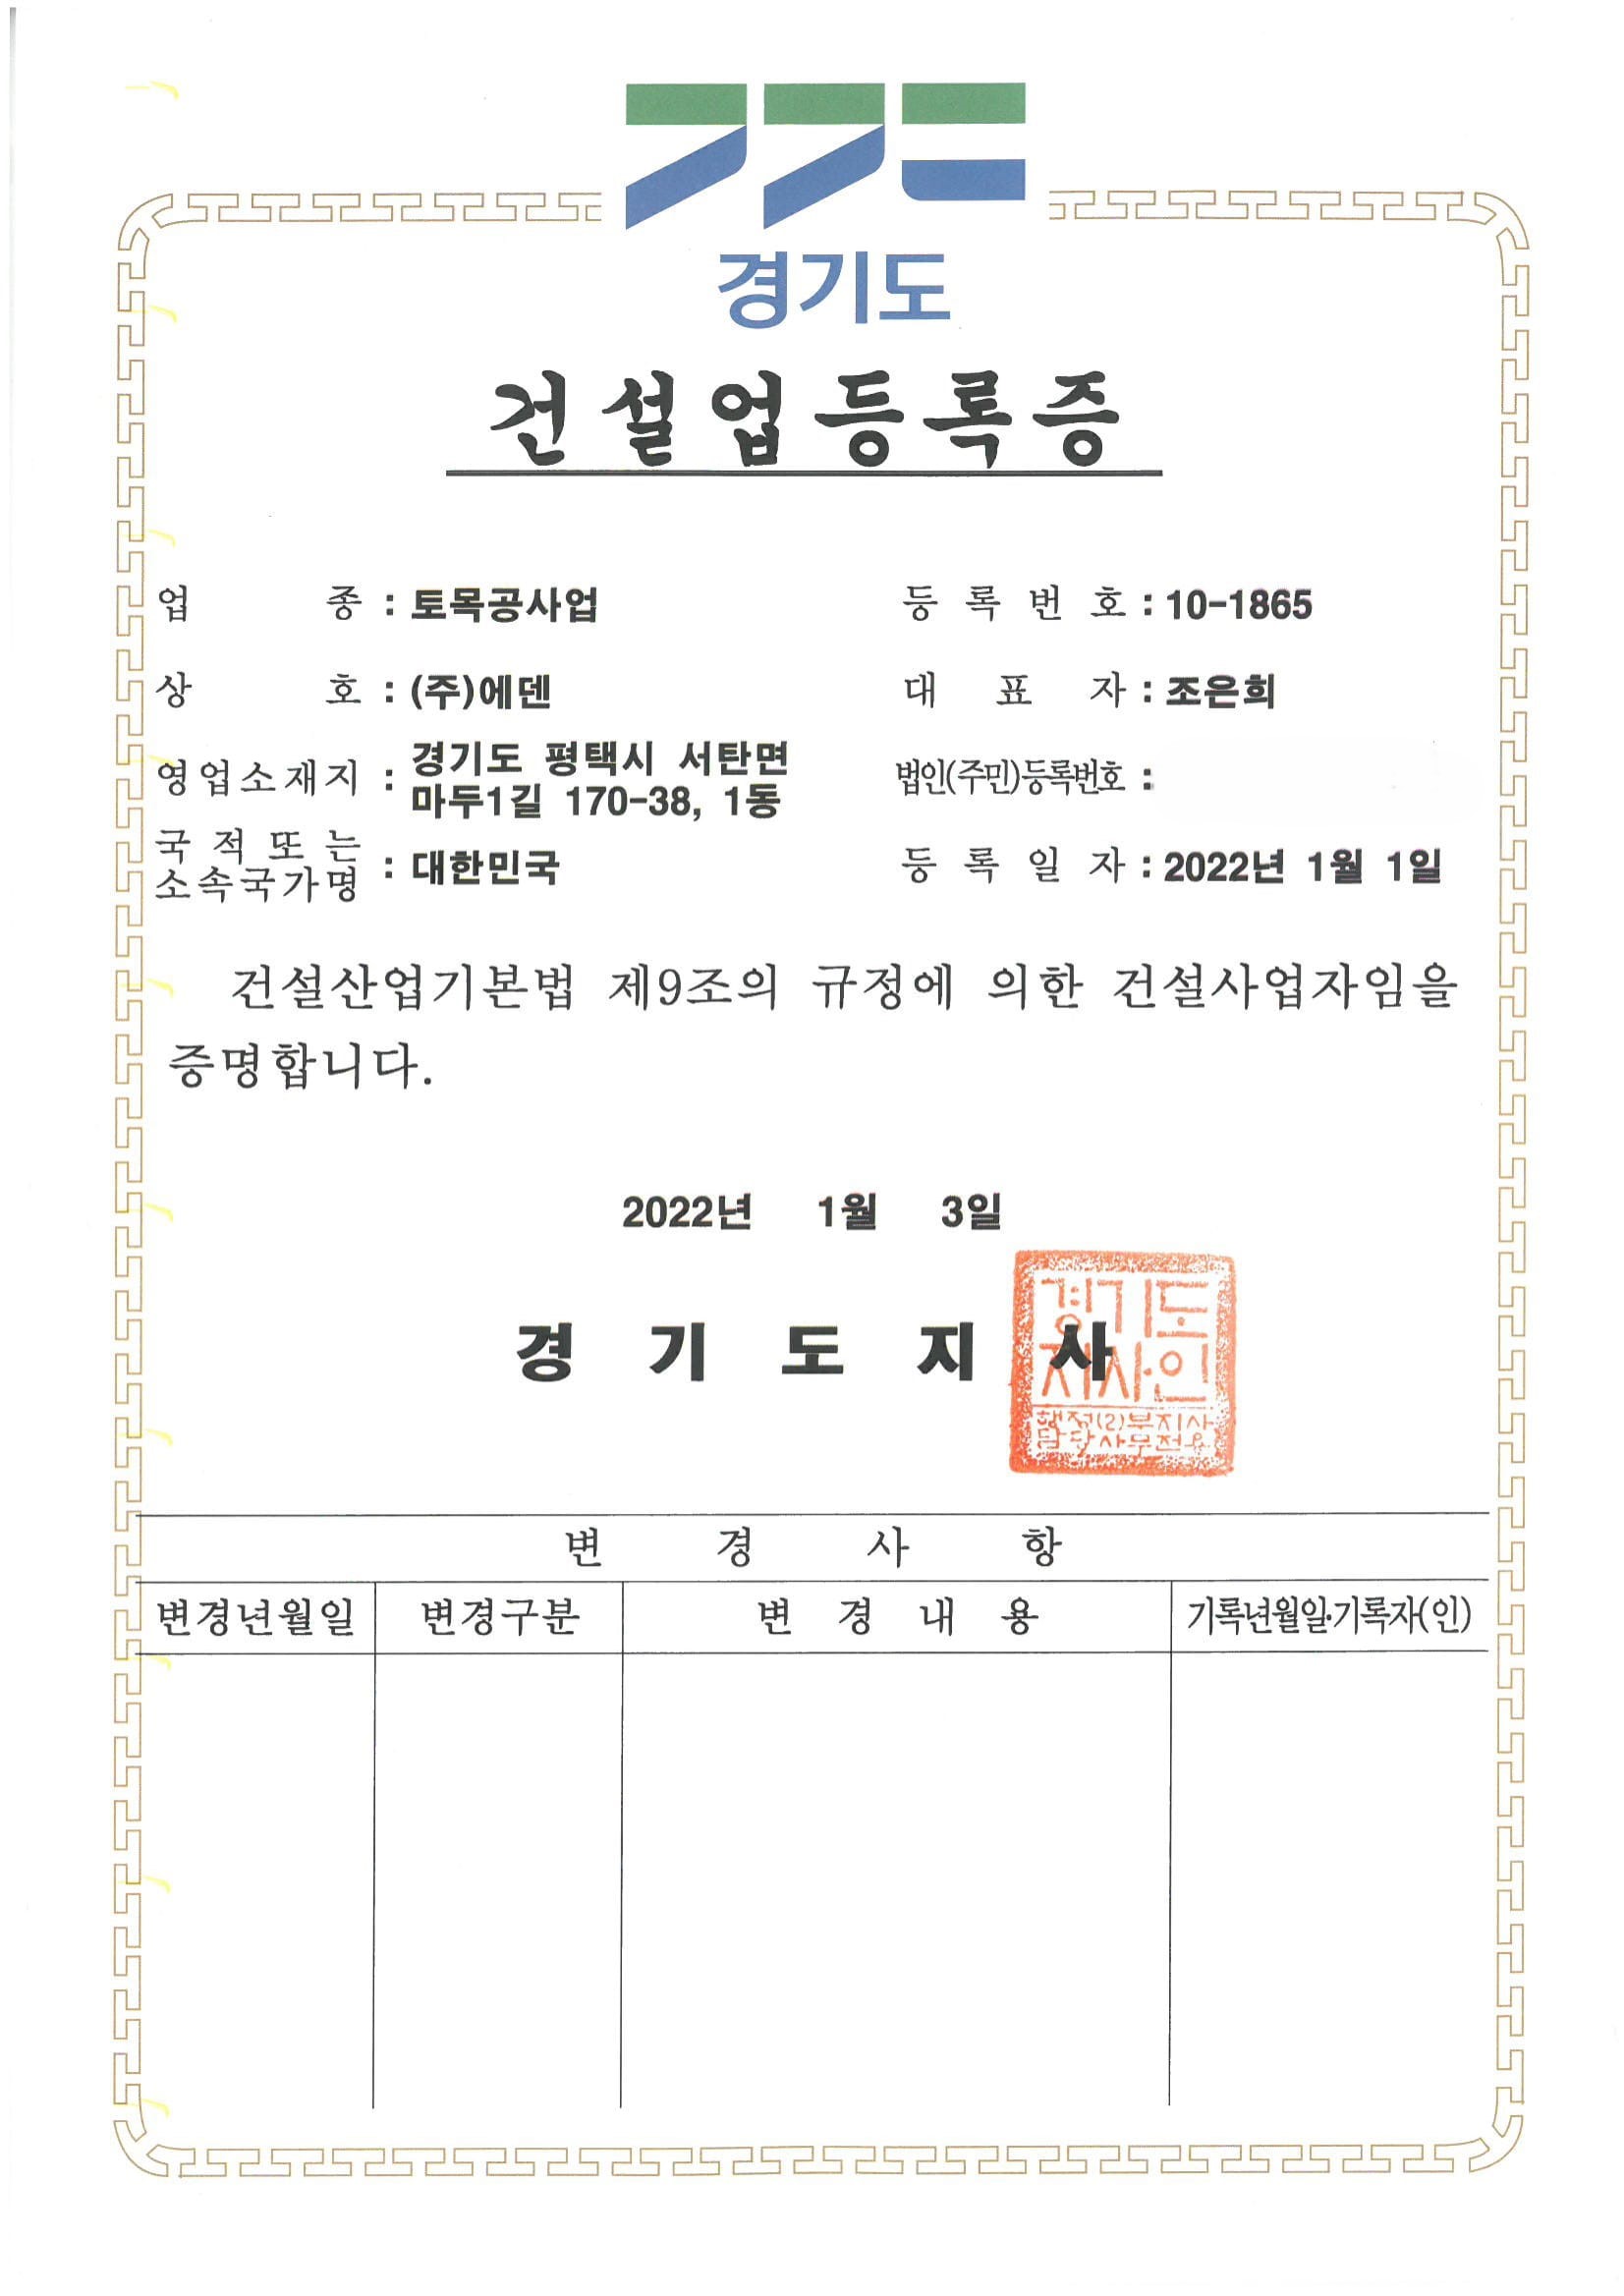 경기도
건설업등록증
업 종 : 토목공사업 등 록 번 호 : 10-1865
상 호 : (주)에덴 대 표 자 : 조은희
영업소재지 : 경기도 평택시 서탄면 마두1길 170-38, 1동 법인(주민)등록번호 :
국 적 또 는 소속국가명 : 대한민국 등 록 일 자 : 2022년 1월 1일
건설산업기본법 제9조의 규정에 의한 건설사업자임을
증명합니다.
2022년 1월 3일
경 기 도 지 사
경기도
지사인
행정(2)부지사
담당사무전용
변 경 사 항
변경년월일 변경구분 변 경 내 용 기록년월일·기록자(인)